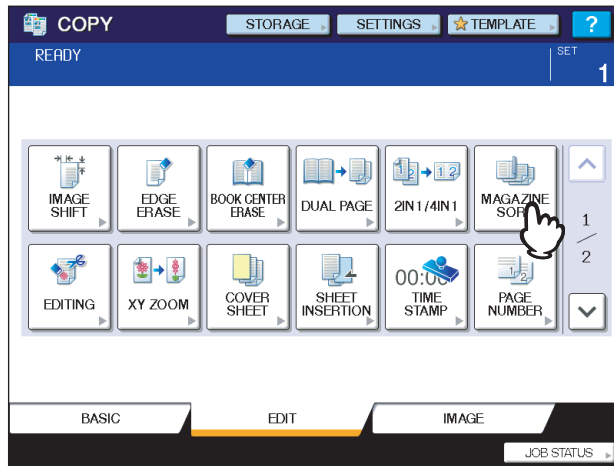 COPY
STORAGE
SETTINGS
TEMPLATE
?
READY
SET
1
IMAGE
SHIFT
EDGE
ERASE
BOOK CENTER
ERASE
DUAL PAGE
2IN1/4IN1
MAGAZINE
SOR
1
2
EDITING
XY ZOOM
COVER
SHEET
SHEET
INSERTION
00:00
TIME
STAMP
PAGE
NUMBER
BASIC
EDIT
IMAGE
JOB STATUS